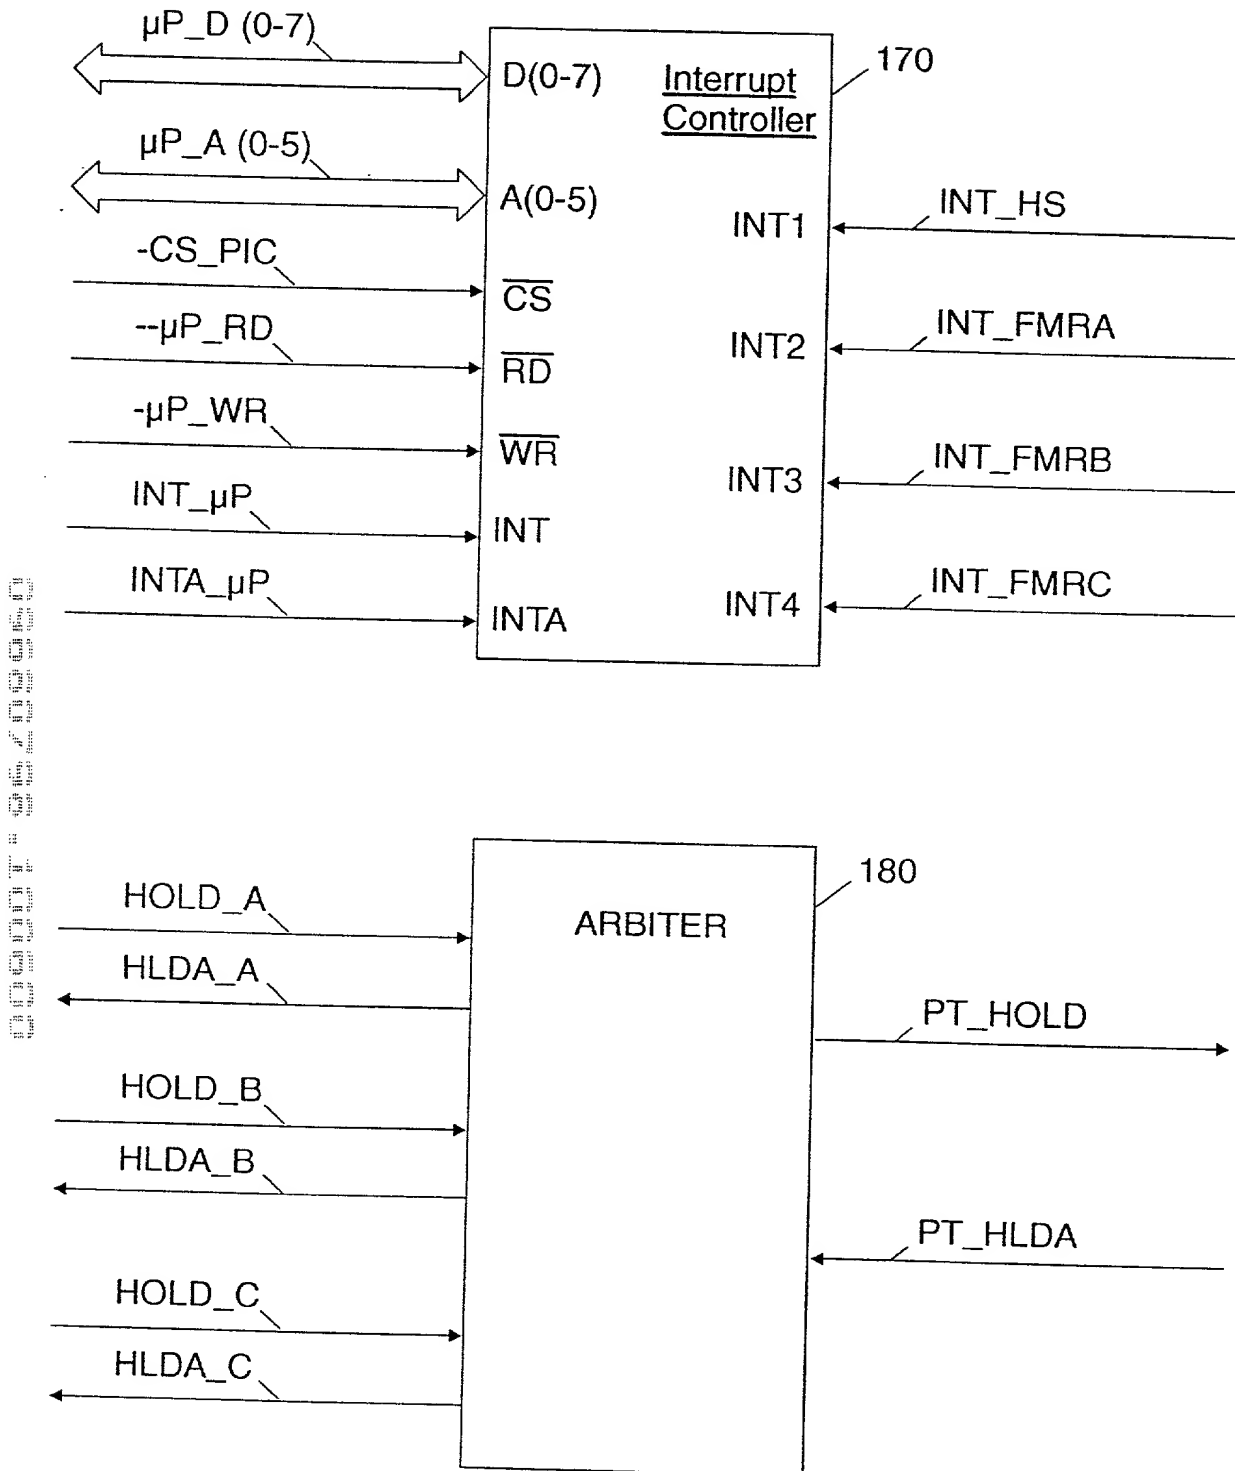 µP_D (0-7)
D(0-7)
Interrupt
Controller
170
µP_A (0-5)
A(0-5)
INT1
INT_HS
-CS_PIC
CS
INT2
INT_FMRA
--µP_RD
RD
-µP_WR
WR
INT3
INT_FMRB
INT_µP
INT
INTA_µP
INTA
INT4
INT_FMRC
180
ARBITER
HOLD_A
HLDA_A
PT_HOLD
HOLD_B
HLDA_B
PT_HLDA
HOLD_C
HLDA_C